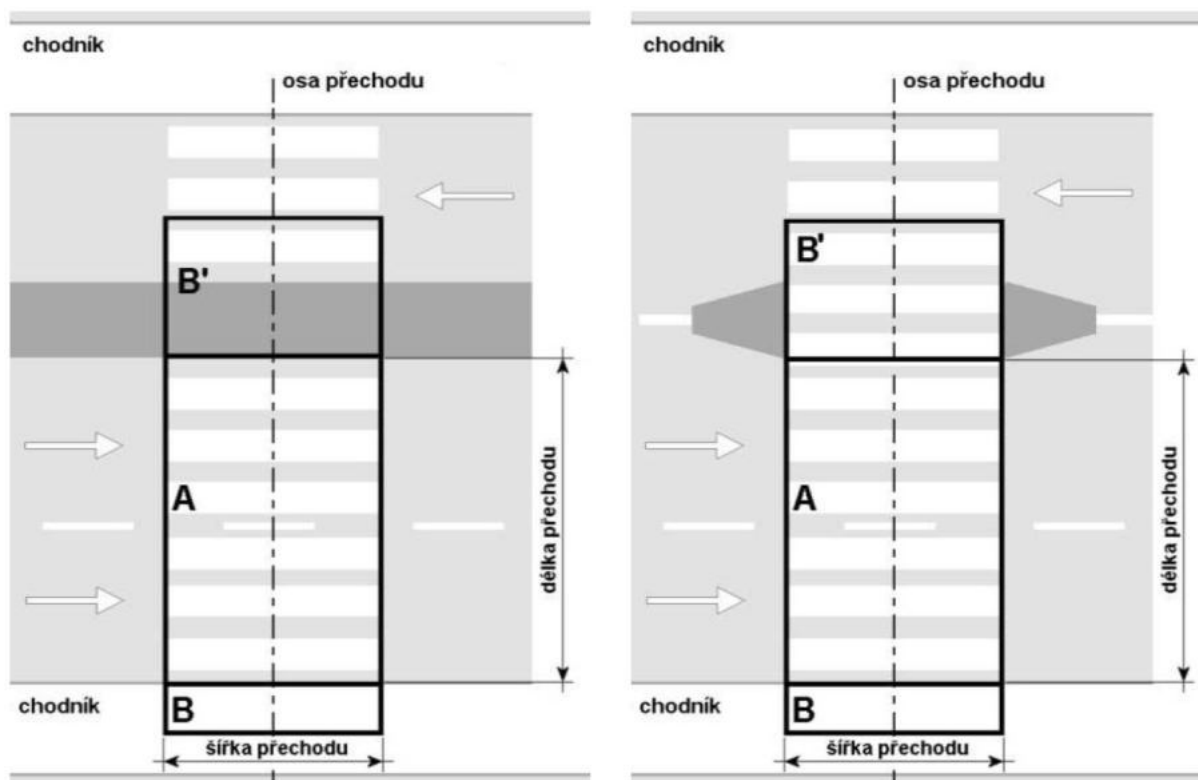 chodník
osa přechodu
B'
A
délka přechodu
chodník
B
šířka přechodu
chodník
osa přechodu
B'
A
délka přechodu
chodník
B
šířka přechodu